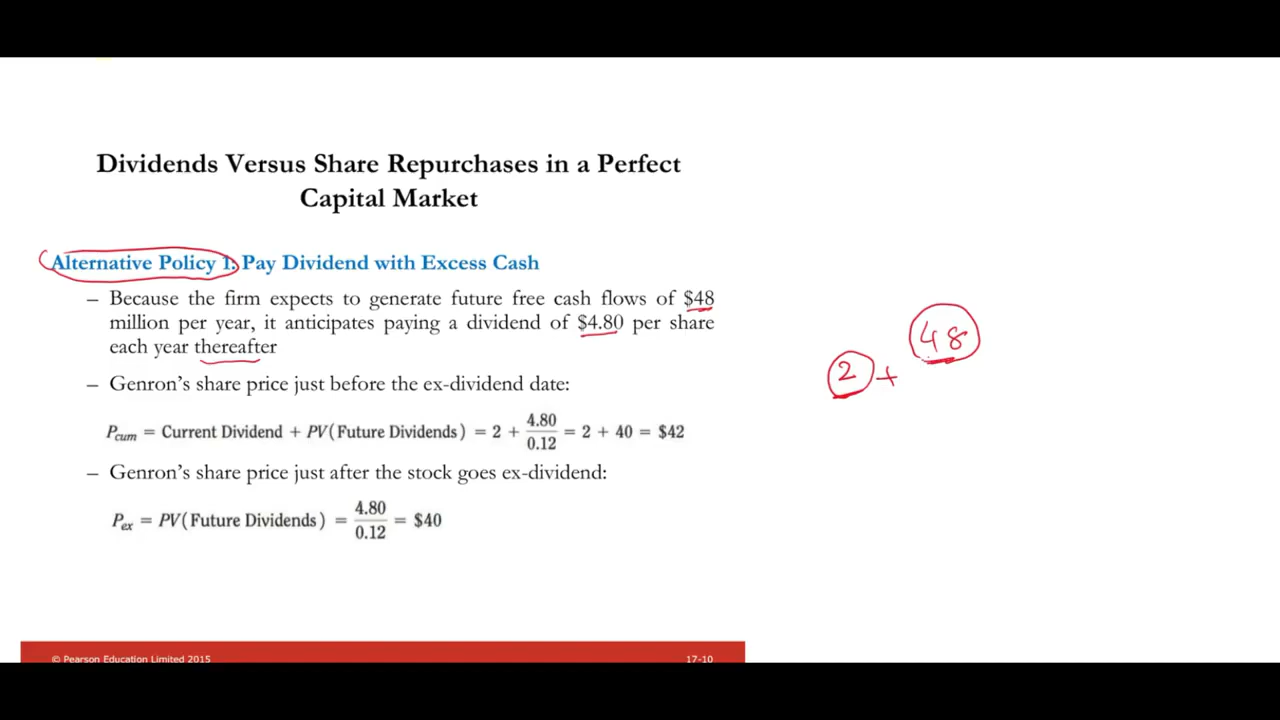 Dividends Versus Share Repurchases in a Perfect
Capital Market
Alternative Policy 1. Pay Dividend with Excess Cash
– Because the firm expects to generate future free cash flows of $48
million per year, it anticipates paying a dividend of $4.80 per share
each year thereafter
– Genron's share price just before the ex-dividend date:
Pcum = Current Dividend + PV(Future Dividends) = 2 + 4.80/0.12 = 2 + 40 = $42
– Genron's share price just after the stock goes ex-dividend:
Pex = PV(Future Dividends) = 4.80/0.12 = $40
2 + 48
© Pearson Education Limited 2015
17-10